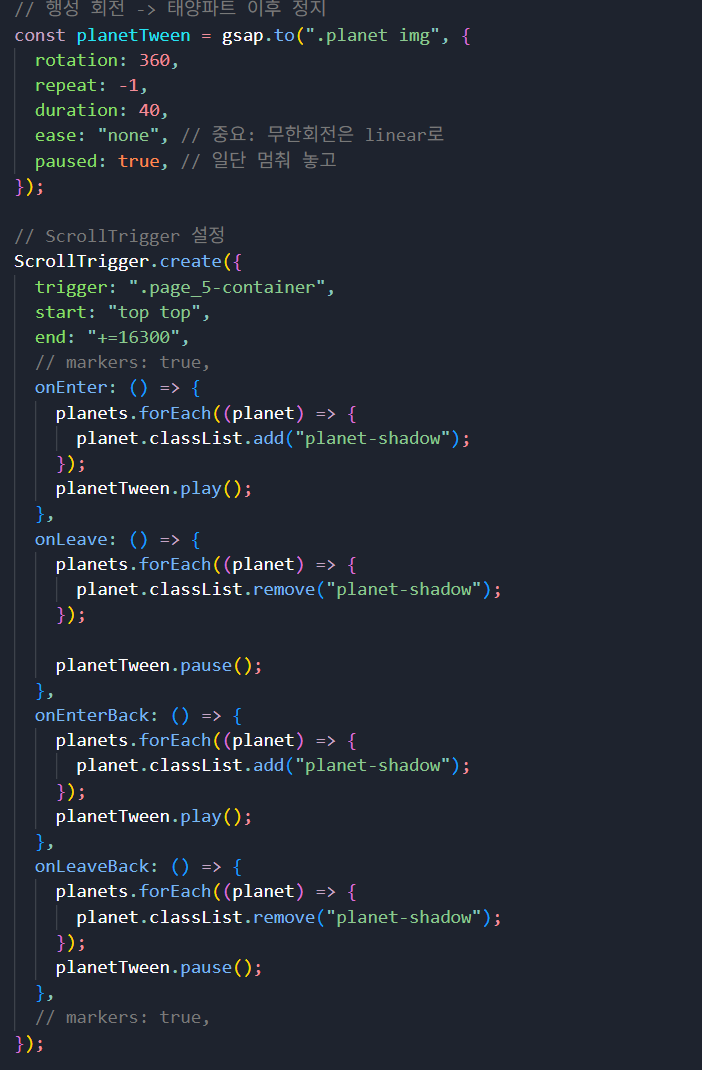 // 행성 회전 -> 태양파트 이후 정지
const planetTween = gsap.to(".planet img", {
  rotation: 360,
  repeat: -1,
  duration: 40,
  ease: "none", // 중요: 무한회전은 linear로
  paused: true, // 일단 멈춰 놓고
});

// ScrollTrigger 설정
ScrollTrigger.create({
  trigger: ".page_5-container",
  start: "top top",
  end: "+=16300",
  // markers: true,
  onEnter: () => {
    planets.forEach((planet) => {
      planet.classList.add("planet-shadow");
    });
    planetTween.play();
  },
  onLeave: () => {
    planets.forEach((planet) => {
      planet.classList.remove("planet-shadow");
    });

    planetTween.pause();
  },
  onEnterBack: () => {
    planets.forEach((planet) => {
      planet.classList.add("planet-shadow");
    });
    planetTween.play();
  },
  onLeaveBack: () => {
    planets.forEach((planet) => {
      planet.classList.remove("planet-shadow");
    });
    planetTween.pause();
  },
  // markers: true,
});